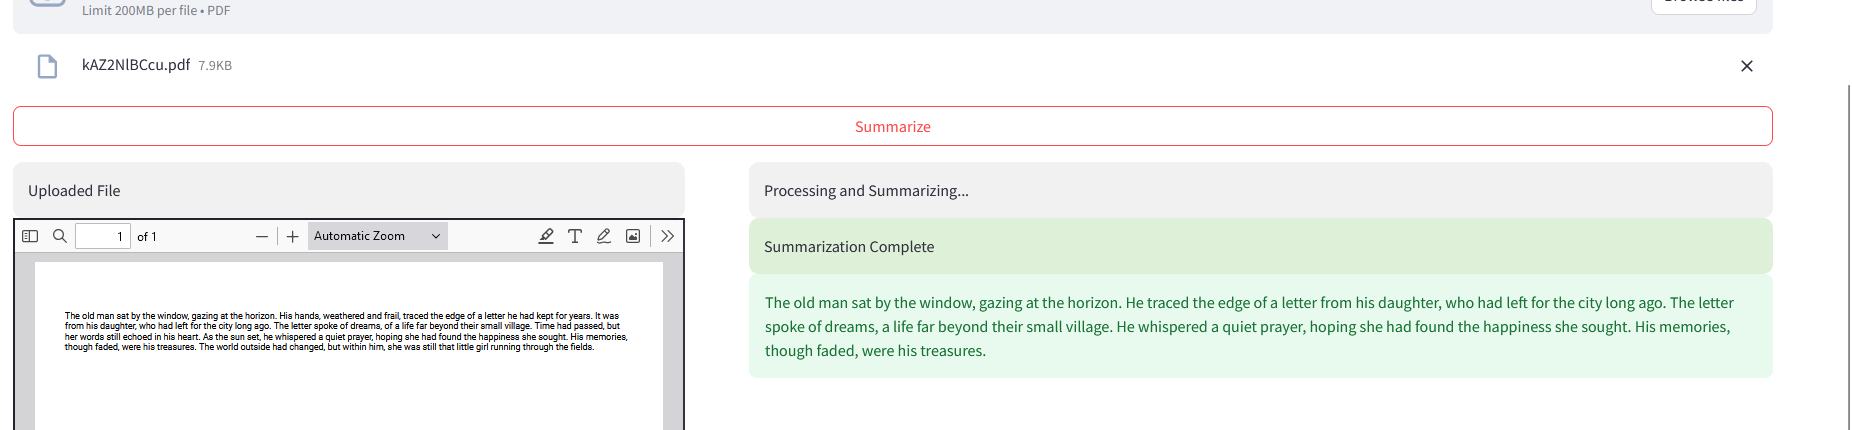 Limit 200MB per file • PDF
kAZ2NlBCcu.pdf 7.9KB
Summarize
Uploaded File
1 of 1
Automatic Zoom
The old man sat by the window, gazing at the horizon. His hands, weathered and frail, traced the edge of a letter he had kept for years. It was
from his daughter, who had left for the city long ago. The letter spoke of dreams, of a life far beyond their small village. Time had passed, but
her words still echoed in his heart. As the sun set, he whispered a quiet prayer, hoping she had found the happiness she sought. His memories,
though faded, were his treasures. The world outside had changed, but within him, she was still that little girl running through the fields.
Processing and Summarizing...
Summarization Complete
The old man sat by the window, gazing at the horizon. He traced the edge of a letter from his daughter, who had left for the city long ago. The letter
spoke of dreams, a life far beyond their small village. He whispered a quiet prayer, hoping she had found the happiness she sought. His memories,
though faded, were his treasures.